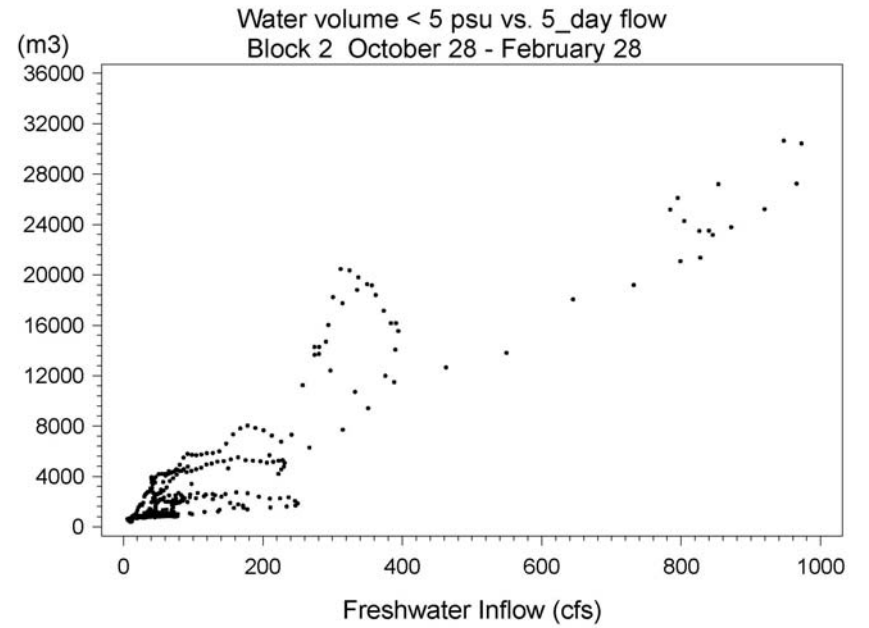 Water volume < 5 psu vs. 5_day flow
(m3)
Block 2 October 28 - February 28
36000
32000
28000
24000
20000
16000
12000
8000
4000
0
0 200 400 600 800 1000
Freshwater Inflow (cfs)